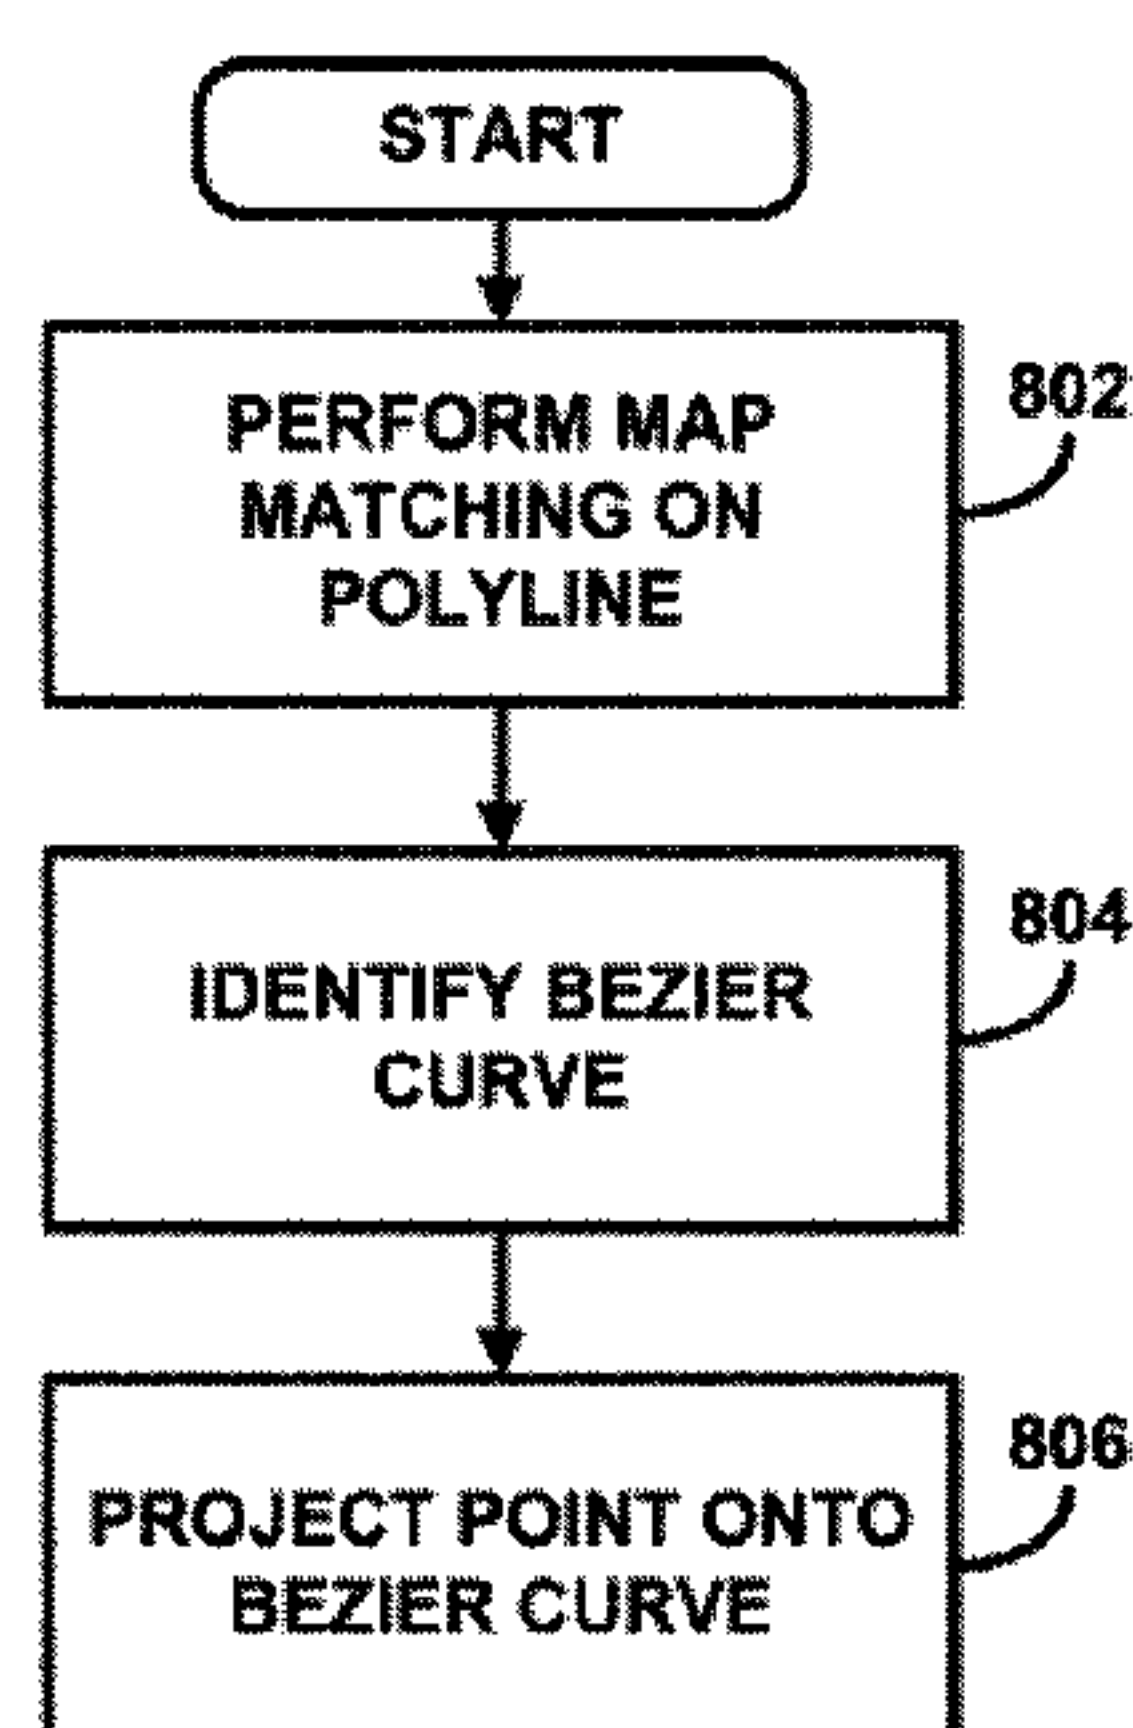 START
PERFORM MAP
MATCHING ON
POLYLINE
802
IDENTIFY BEZIER
CURVE
804
PROJECT POINT ONTO
BEZIER CURVE
806